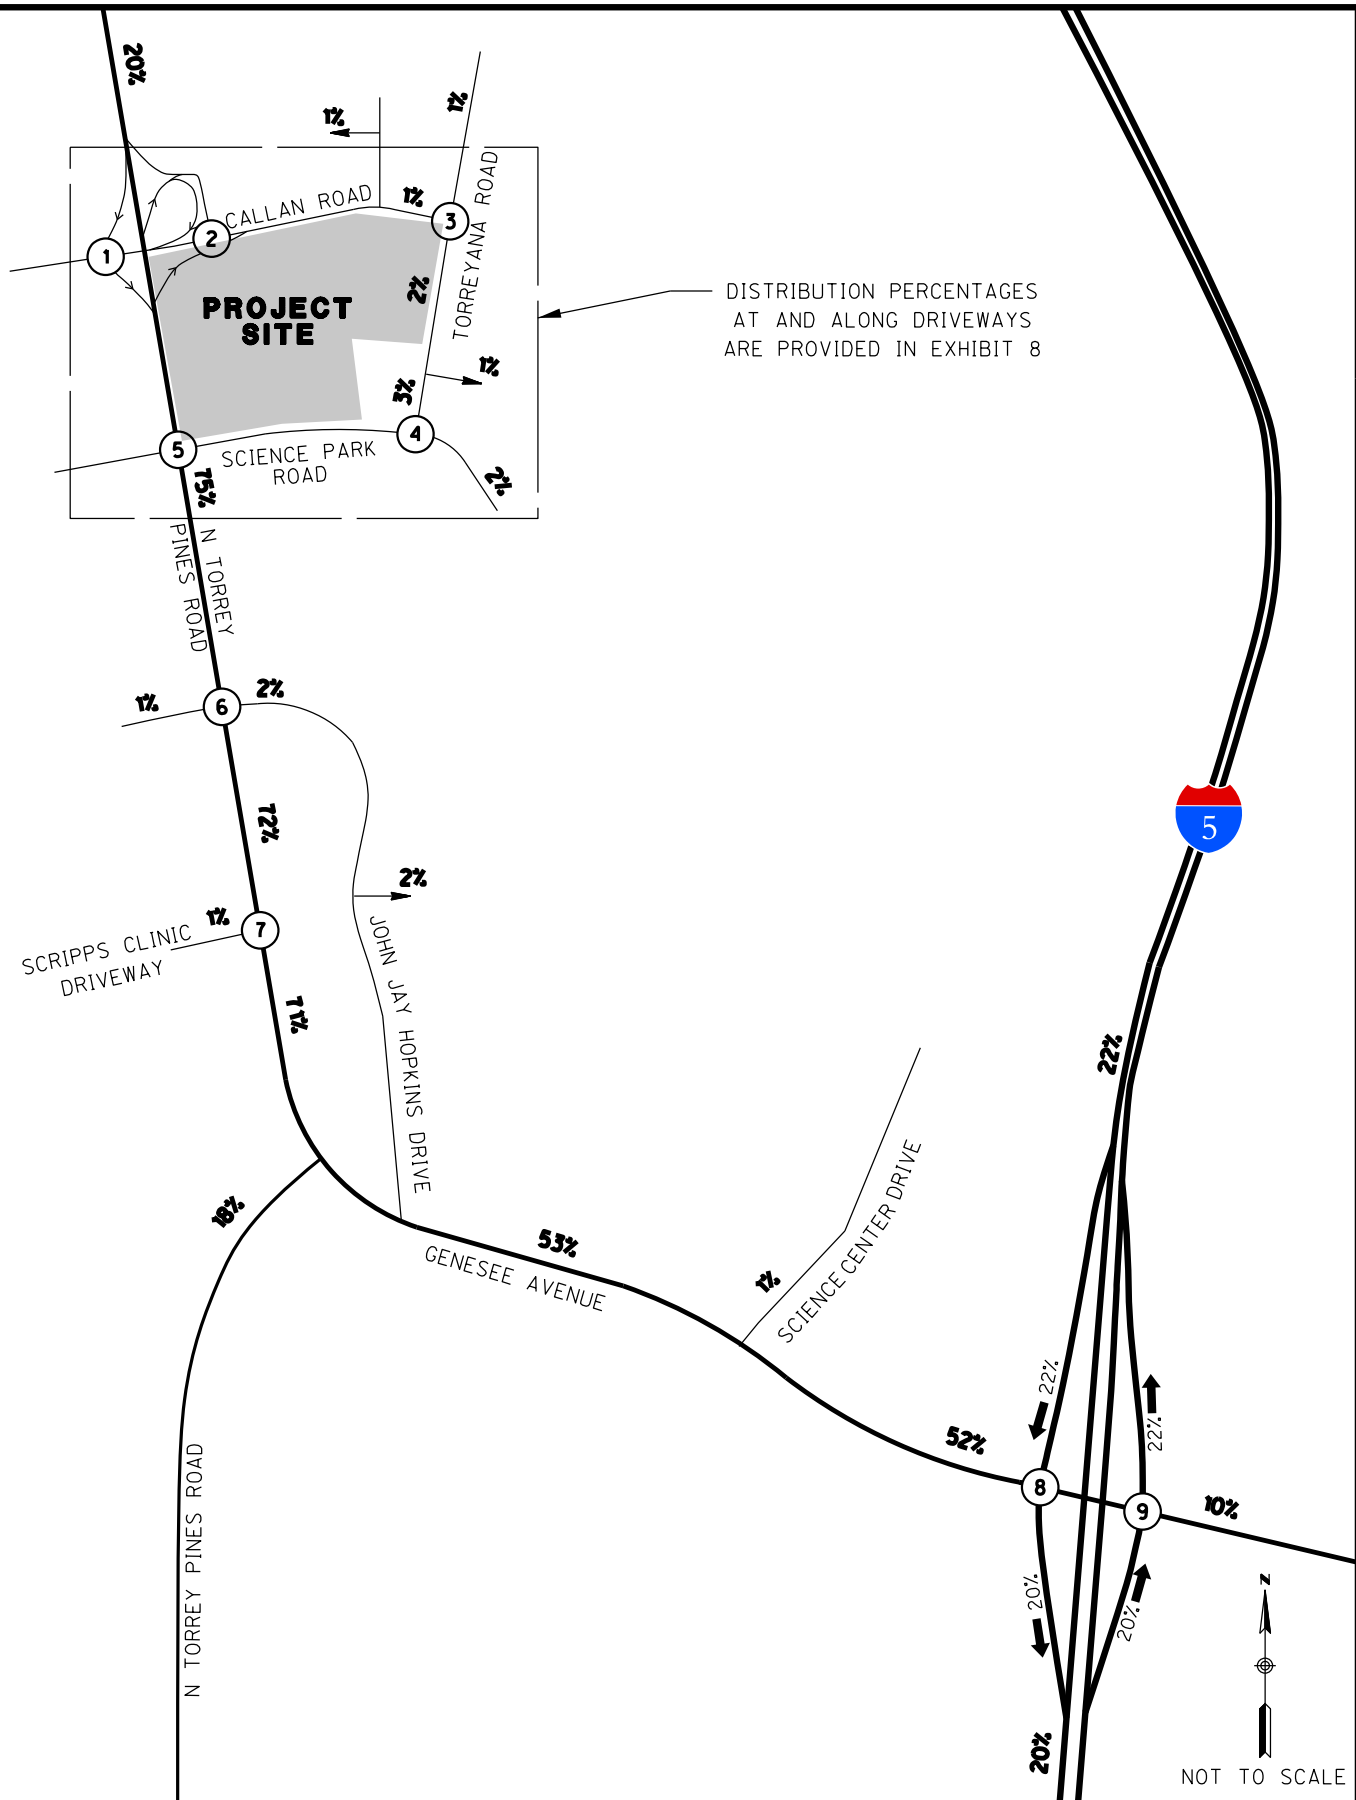 20%
1%
1%
CALLAN ROAD
1%
3
2
1
TORREYANA ROAD
2%
PROJECT
SITE
DISTRIBUTION PERCENTAGES
AT AND ALONG DRIVEWAYS
ARE PROVIDED IN EXHIBIT 8
1%
3%
4
5
SCIENCE PARK
ROAD
75%
2%
N TORREY
PINES ROAD
1%
6
2%
72%
5
2%
1%
7
SCRIPPS CLINIC
DRIVEWAY
JOHN JAY HOPKINS DRIVE
71%
22%
18%
53%
GENESEE AVENUE
1%
SCIENCE CENTER DRIVE
22%
22%
52%
8
9
10%
N TORREY PINES ROAD
20%
20%
N
20%
NOT TO SCALE